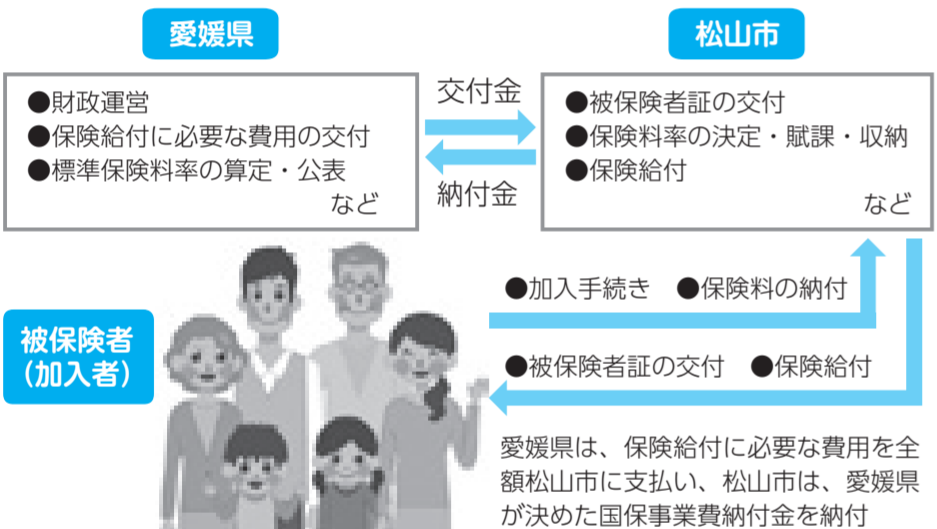 愛媛県
松山市
●財政運営
●保険給付に必要な費用の交付
●標準保険料率の算定・公表
など
交付金
納付金
●被保険者証の交付
●保険料率の決定・賦課・収納
●保険給付
など
●加入手続き ●保険料の納付
被保険者
（加入者）
●被保険者証の交付 ●保険給付
愛媛県は、保険給付に必要な費用を全
額松山市に支払い、松山市は、愛媛県
が決めた国保事業費納付金を納付